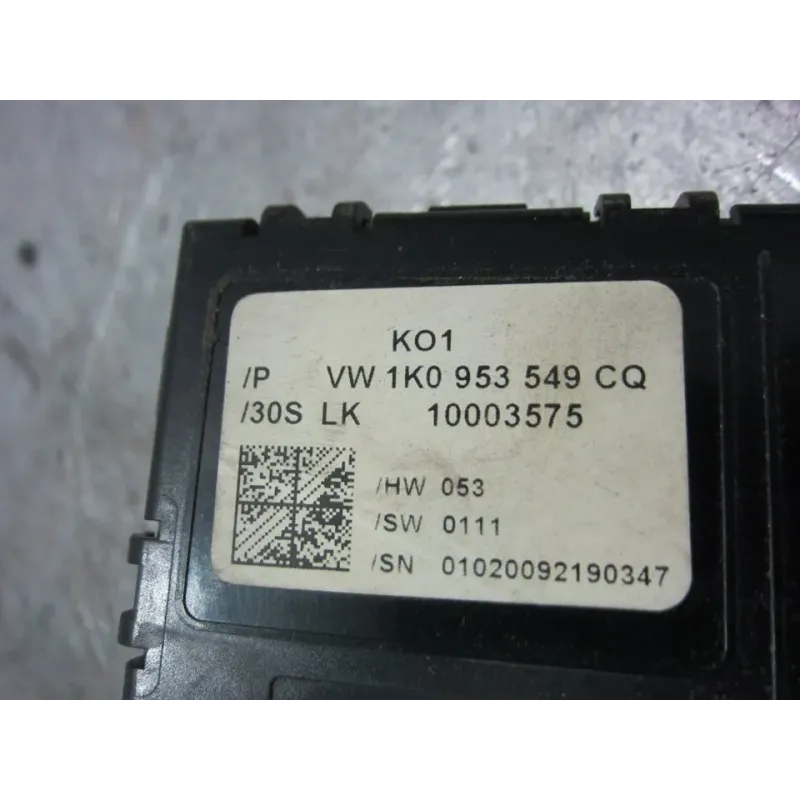 KO1
/P VW 1K0 953 549 CQ
/30S LK 10003575
/HW 053
/SW 0111
/SN 01020092190347